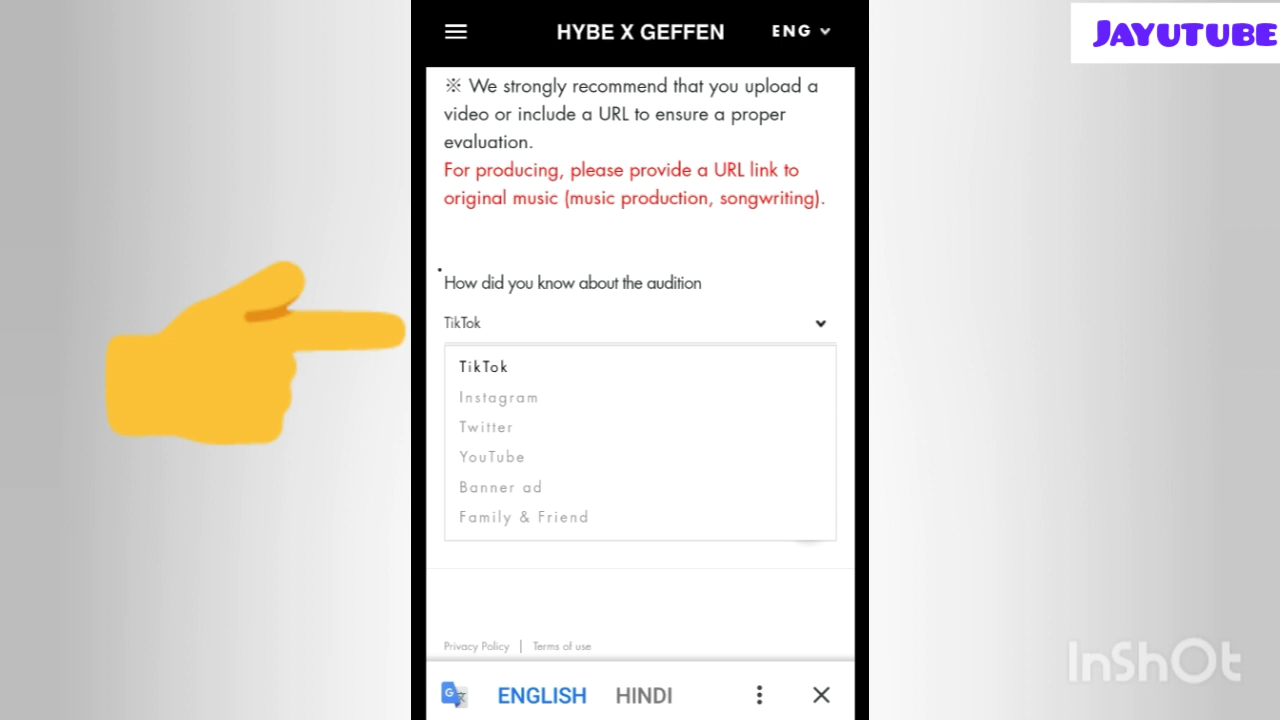 HYBE X GEFFEN
ENG
JAYUTUBE
※ We strongly recommend that you upload a
video or include a URL to ensure a proper
evaluation.
For producing, please provide a URL link to
original music (music production, songwriting).
How did you know about the audition
TikTok
TikTok
Instagram
Twitter
YouTube
Banner ad
Family & Friend
Privacy Policy | Terms of use
ENGLISH HINDI
InShOt